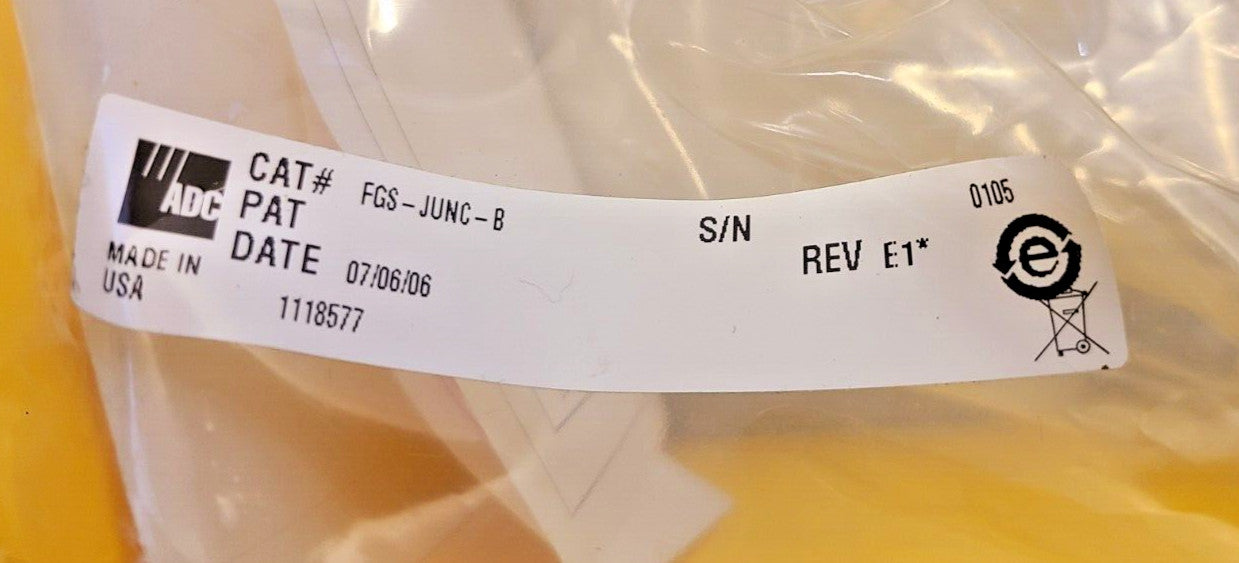 ADC
MADE IN
USA
CAT# FGS-JUNC-B
PAT
DATE 07/06/06
1118577
S/N
REV E1*
0105
e